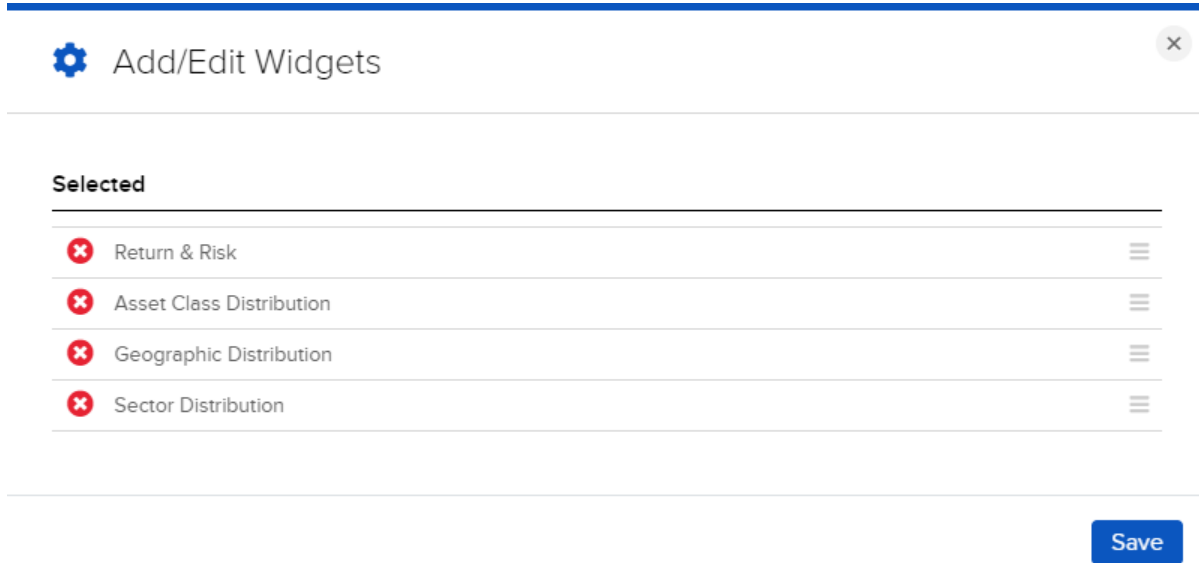 Add/Edit Widgets
Selected
Return & Risk
Asset Class Distribution
Geographic Distribution
Sector Distribution
Save